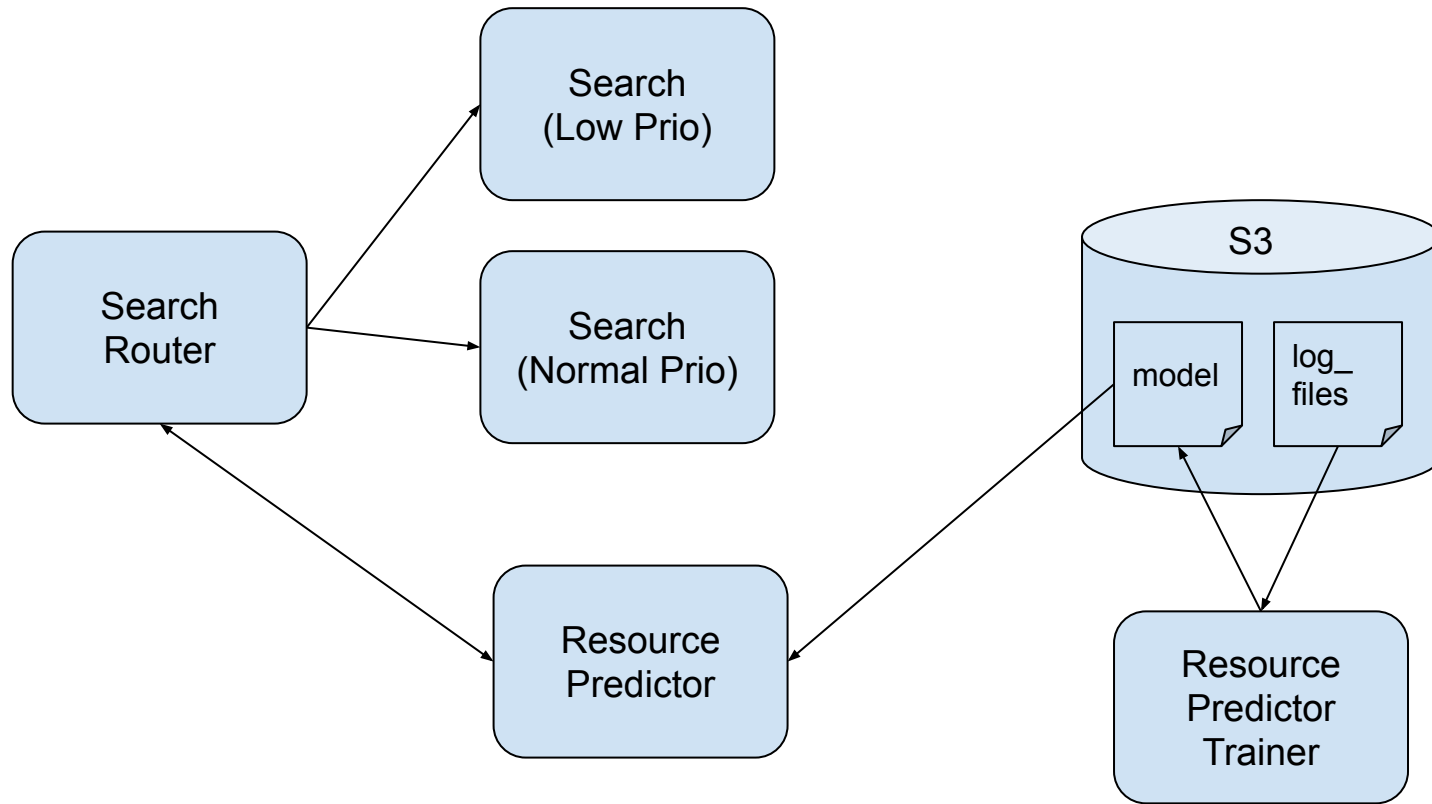 Search
(Low Prio)
Search
Router
Search
(Normal Prio)
S3
model
log_
files
Resource
Predictor
Resource
Predictor
Trainer